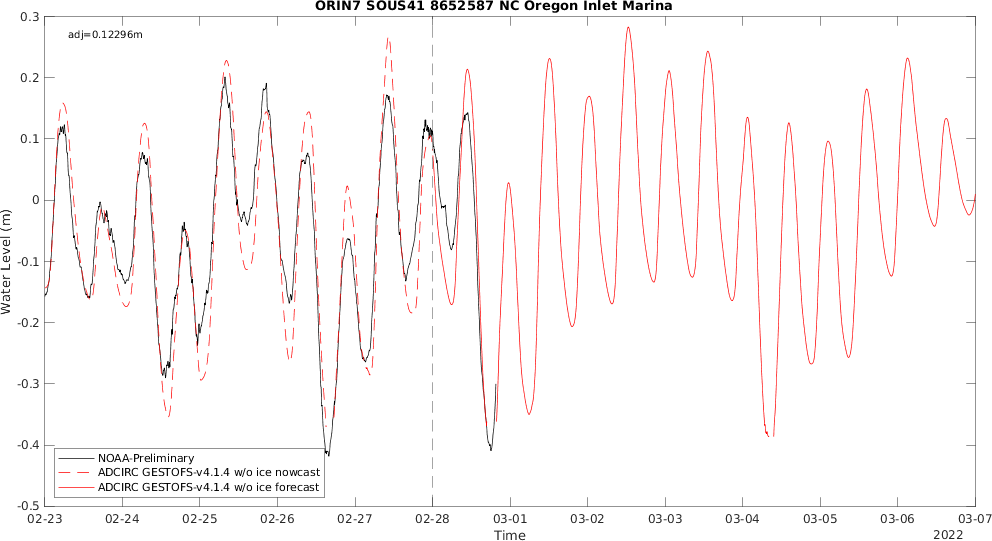 ORIN7 SOUS41 8652587 NC Oregon Inlet Marina
adj=0.12296m
0.3
0.2
0.1
0
-0.1
-0.2
-0.3
-0.4
-0.5
Water Level (m)
NOAA-Preliminary
ADCIRC GESTOFS-v4.1.4 w/o ice nowcast
ADCIRC GESTOFS-v4.1.4 w/o ice forecast
02-23 02-24 02-25 02-26 02-27 02-28 03-01 03-02 03-03 03-04 03-05 03-06 03-07
Time
2022